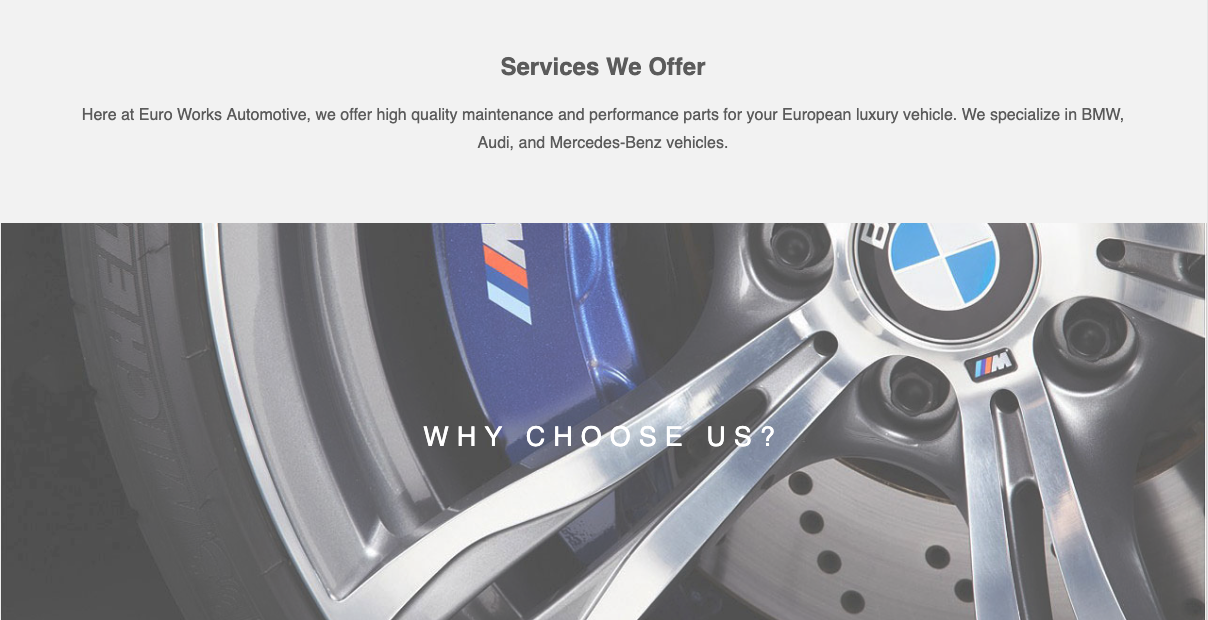 Services We Offer
Here at Euro Works Automotive, we offer high quality maintenance and performance parts for your European luxury vehicle. We specialize in BMW,
Audi, and Mercedes-Benz vehicles.
M
B
M
WHY CHOOSE US?